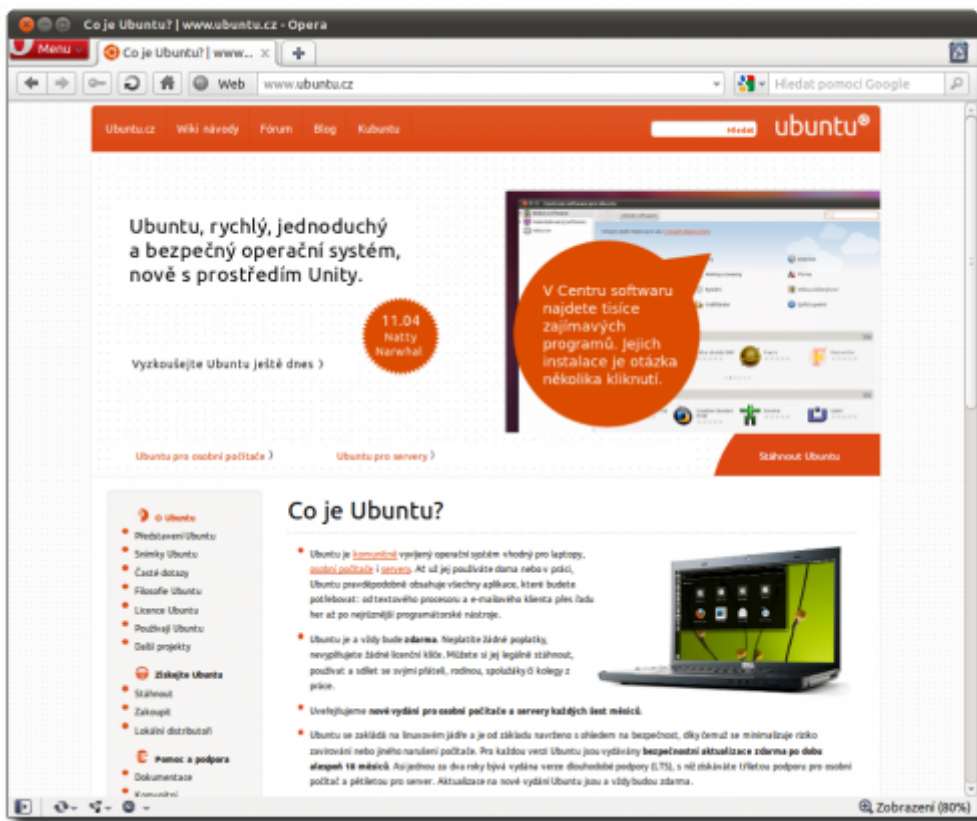 Co je Ubuntu? | www.ubuntu.cz - Opera
Menu
Co je Ubuntu? | www...
Web
www.ubuntu.cz
Hledat pomocí Google
Ubuntu.cz
Wiki návody
Fórum
Blog
Kubuntu
Hledat
ubuntu®
Ubuntu, rychlý, jednoduchý
a bezpečný operační systém,
nově s prostředím Unity.
11.04
Natty
Narwhal
Vyzkoušejte Ubuntu ještě dnes ⟩
V Centru softwaru
najdete tisíce
zajímavých
programů. Jejich
instalace je otázka
několika kliknutí.
Ubuntu pro osobní počítače ⟩
Ubuntu pro servery ⟩
Stáhnout Ubuntu
O Ubuntu
Představení Ubuntu
Snímky Ubuntu
Časté dotazy
Filosofie Ubuntu
Licence Ubuntu
Používají Ubuntu
Další projekty
Získejte Ubuntu
Stáhnout
Zakoupit
Lokální distributoři
Pomoc a podpora
Dokumentace
Komunitní
Co je Ubuntu?
Ubuntu je komunitně vyvíjený operační systém vhodný pro laptopy,
osobní počítače i servery. Ať už jej používáte doma nebo v práci,
Ubuntu pravděpodobně obsahuje všechny aplikace, které budete
potřebovat: od textového procesoru a e-mailového klienta přes řadu
her až po nejrůznější programátorské nástroje.
Ubuntu je a vždy bude zdarma. Neplatíte žádné poplatky,
nevyplňujete žádné licenční klíče. Můžete si jej legálně stáhnout,
používat a sdílet se svými přáteli, rodinou, spolužáky či kolegy z
práce.
Uveřejňujeme nové vydání pro osobní počítače a servery každých šest měsíců.
Ubuntu se zakládá na linuxovém jádře a je od základu navrženo s ohledem na bezpečnost, díky čemuž se minimalizuje riziko
zavirování nebo jiného narušení počítače. Pro každou verzi Ubuntu jsou vydávány bezpečnostní aktualizace zdarma po dobu
alespoň 18 měsíců. Asi jednou za dva roky bývá vydána verze dlouhodobé podpory (LTS), s níž získáváte tříletou podporu pro osobní
počítač a pětiletou pro server. Aktualizace na nové vydání Ubuntu jsou a vždy budou zdarma.
Zobrazení (80%)